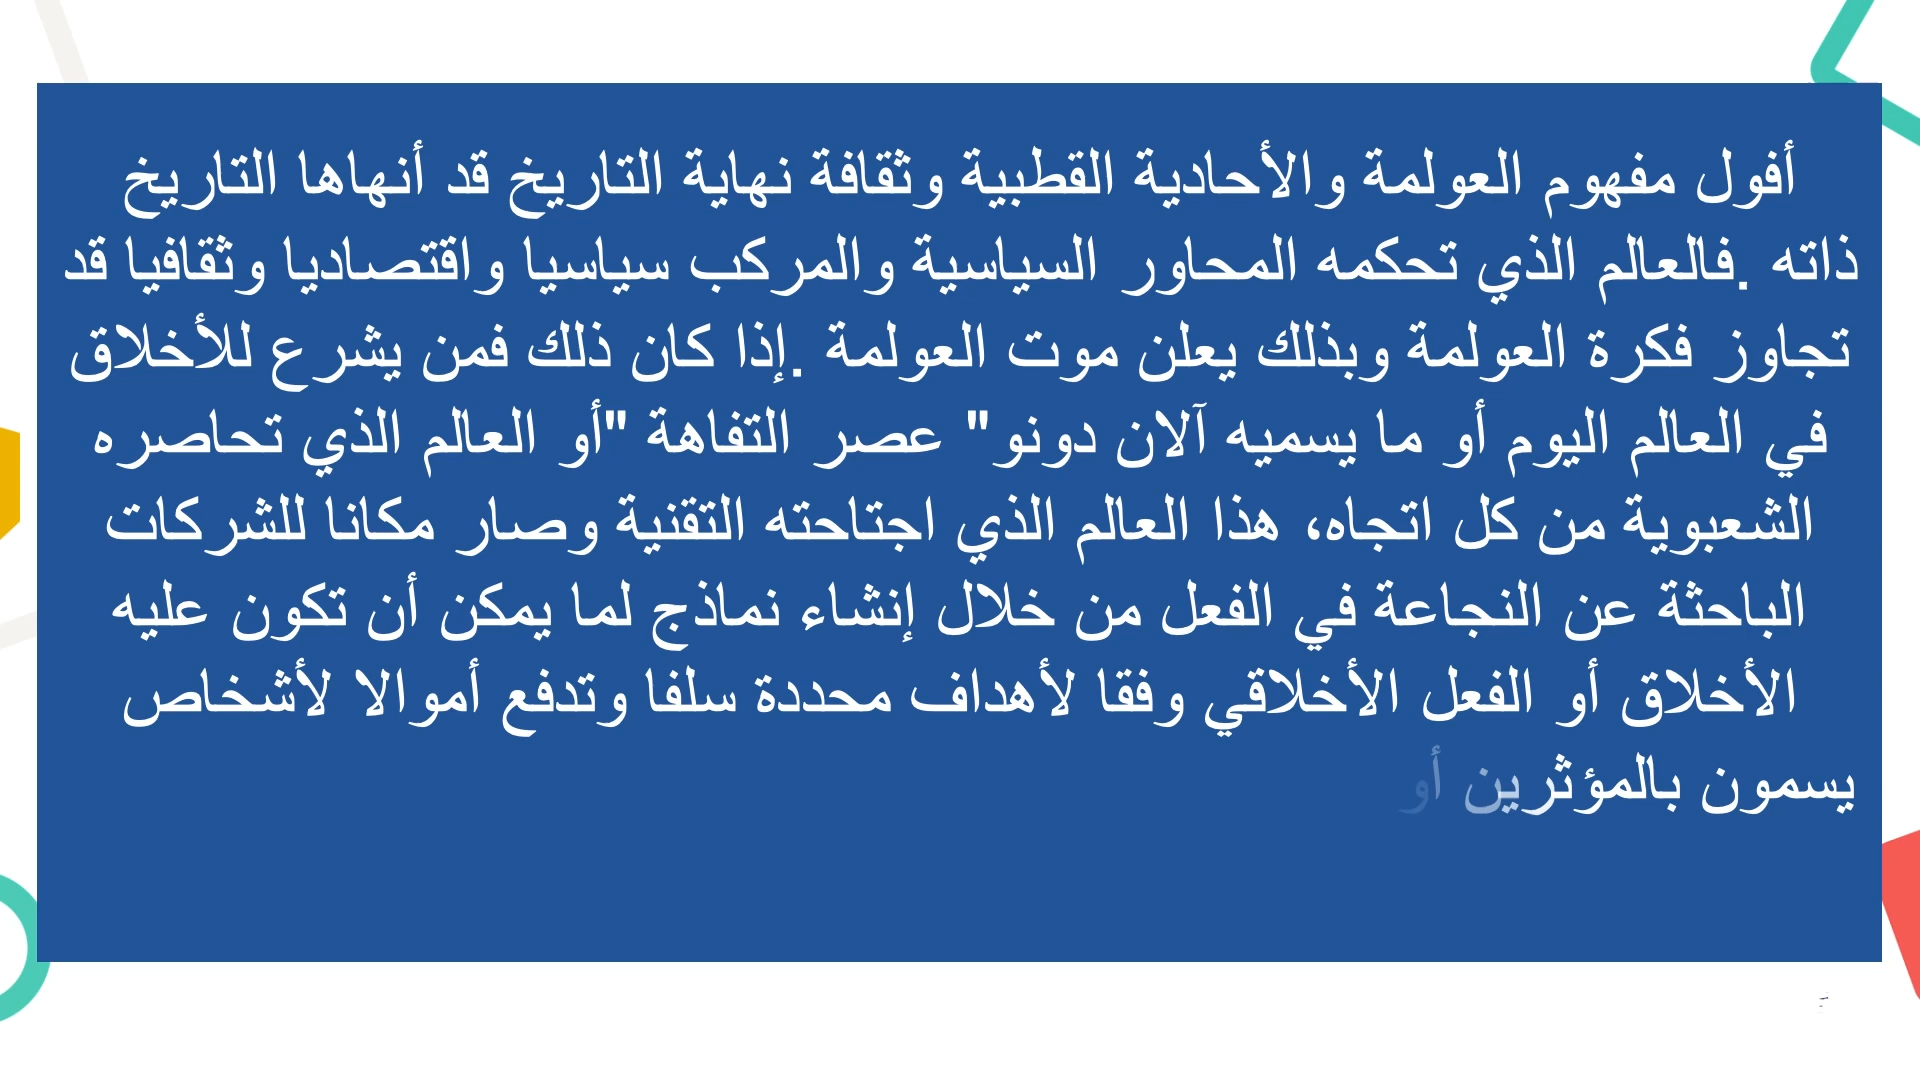 أفول مفهوم العولمة والأحادية القطبية وثقافة نهاية التاريخ قد أنهاها التاريخ
ذاته .فالعالم الذي تحكمه المحاور السياسية والمركب سياسيا واقتصاديا وثقافيا قد
تجاوز فكرة العولمة وبذلك يعلن موت العولمة .إذا كان ذلك فمن يشرع للأخلاق
في العالم اليوم أو ما يسميه آلان دونو" عصر التفاهة "أو العالم الذي تحاصره
الشعبوية من كل اتجاه، هذا العالم الذي اجتاحته التقنية وصار مكانا للشركات
الباحثة عن النجاعة في الفعل من خلال إنشاء نماذج لما يمكن أن تكون عليه
الأخلاق أو الفعل الأخلاقي وفقا لأهداف محددة سلفا وتدفع أموالا لأشخاص
يسمون بالمؤثرين أو